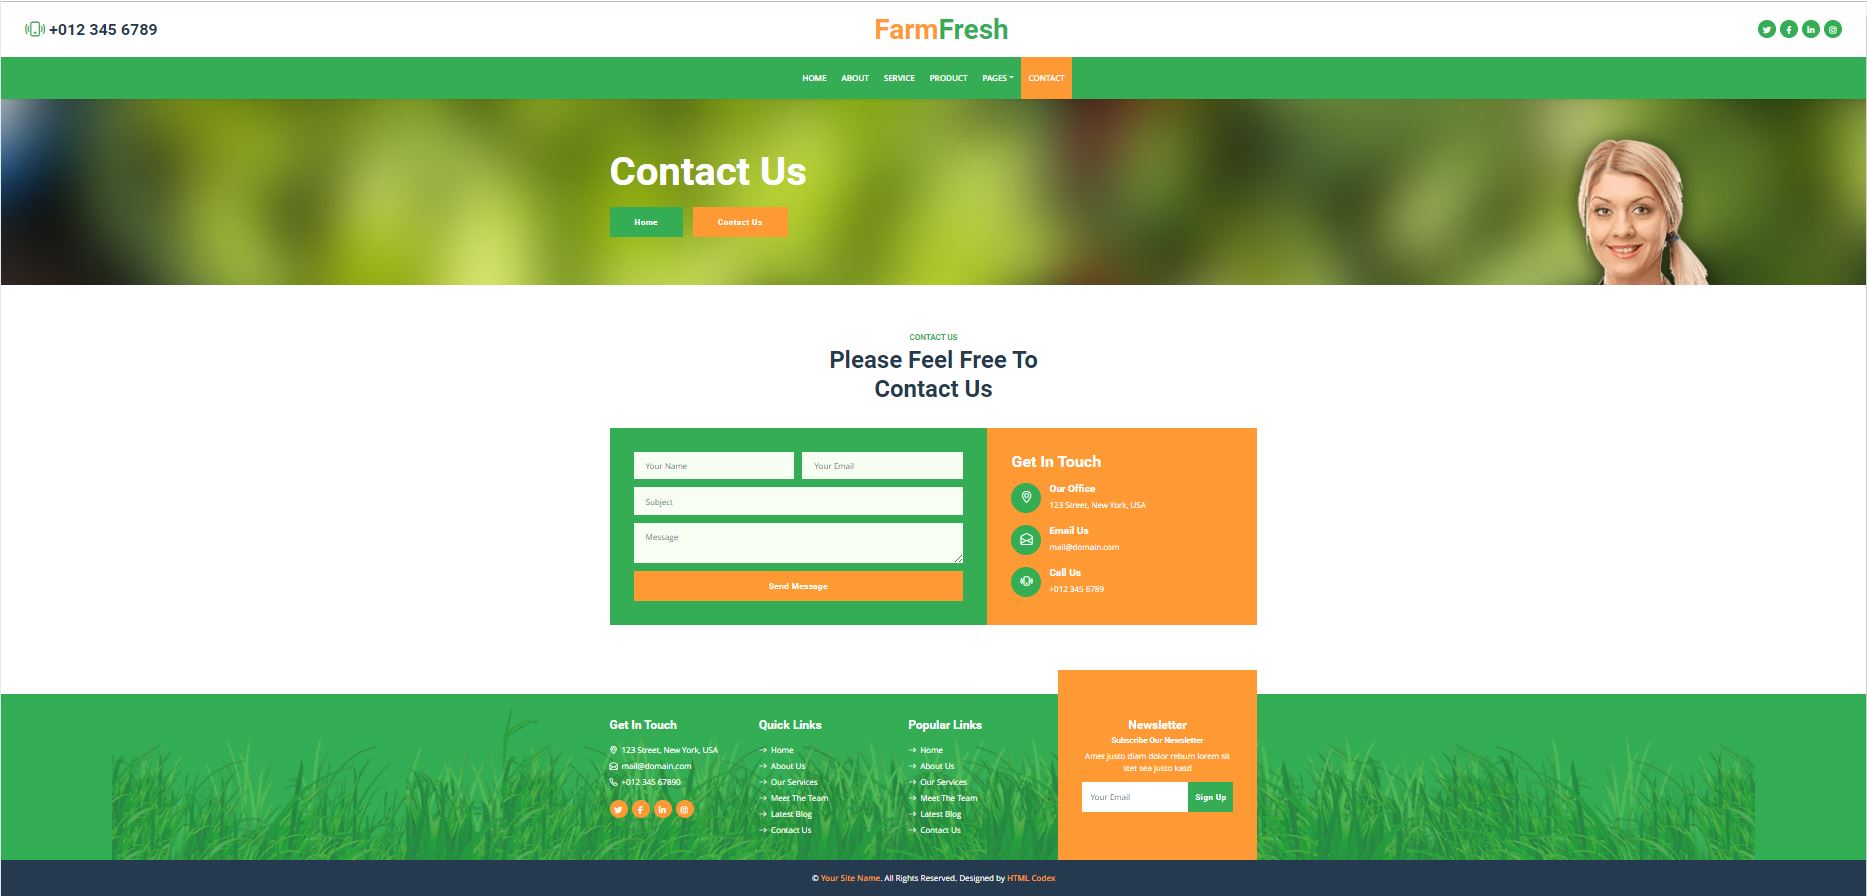 +012 345 6789
FarmFresh
HOME ABOUT SERVICE PRODUCT PAGES CONTACT
Contact Us
Home Contact Us
CONTACT US
Please Feel Free To
Contact Us
Your Name Your Email
Subject
Message
Send Message
Get In Touch
Our Office
123 Street, New York, USA
Email Us
mail@domain.com
Call Us
+012 345 6789
Get In Touch
123 Street, New York, USA
mail@domain.com
+012 345 67890
Quick Links
Home
About Us
Our Services
Meet The Team
Latest Blog
Contact Us
Popular Links
Home
About Us
Our Services
Meet The Team
Latest Blog
Contact Us
Newsletter
Subscribe Our Newsletter
Amet justo diam dolor rebum lorem sit
stet sea justo kasd
Your Email Sign Up
© Your Site Name. All Rights Reserved. Designed by HTML Codex